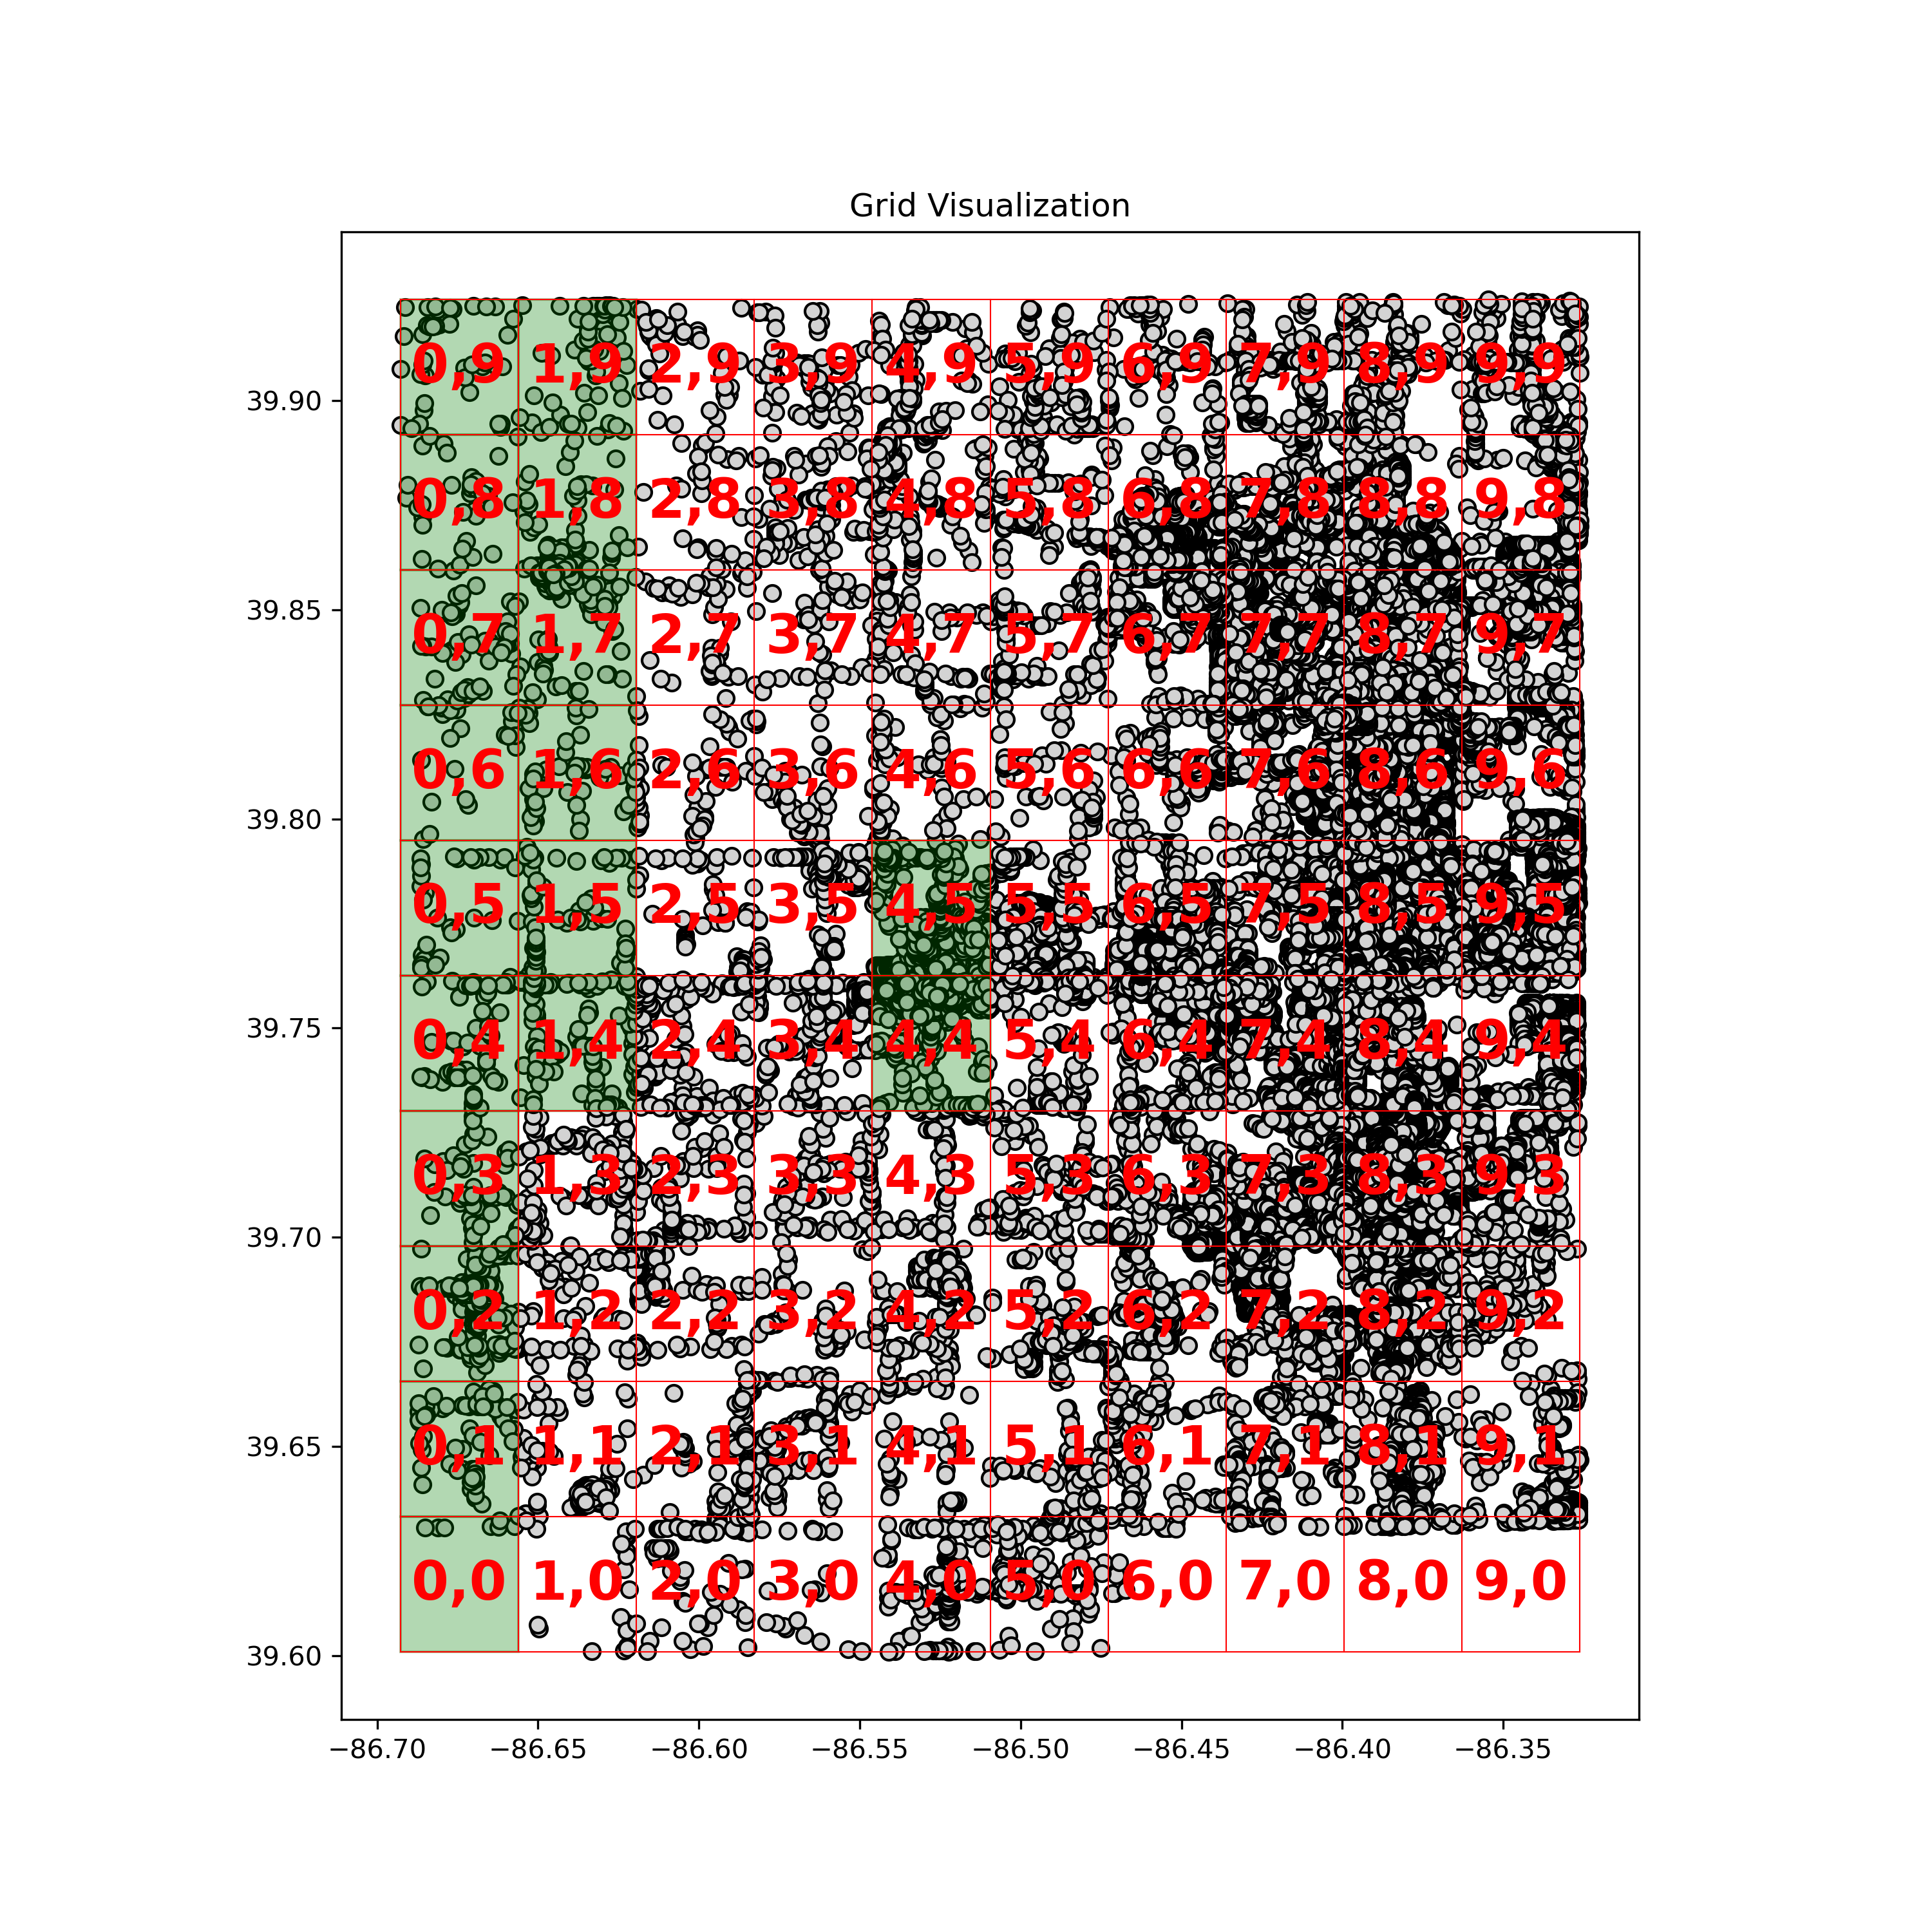 Grid Visualization
39.90
39.85
39.80
39.75
39.70
39.65
39.60
0,9 1,9 2,9 3,9 4,9 5,9 6,9 7,9 8,9 9,9
0,8 1,8 2,8 3,8 4,8 5,8 6,8 7,8 8,8 9,8
0,7 1,7 2,7 3,7 4,7 5,7 6,7 7,7 8,7 9,7
0,6 1,6 2,6 3,6 4,6 5,6 6,6 7,6 8,6 9,6
0,5 1,5 2,5 3,5 4,5 5,5 6,5 7,5 8,5 9,5
0,4 1,4 2,4 3,4 4,4 5,4 6,4 7,4 8,4 9,4
0,3 1,3 2,3 3,3 4,3 5,3 6,3 7,3 8,3 9,3
0,2 1,2 2,2 3,2 4,2 5,2 6,2 7,2 8,2 9,2
0,1 1,1 2,1 3,1 4,1 5,1 6,1 7,1 8,1 9,1
0,0 1,0 2,0 3,0 4,0 5,0 6,0 7,0 8,0 9,0
−86.70 −86.65 −86.60 −86.55 −86.50 −86.45 −86.40 −86.35